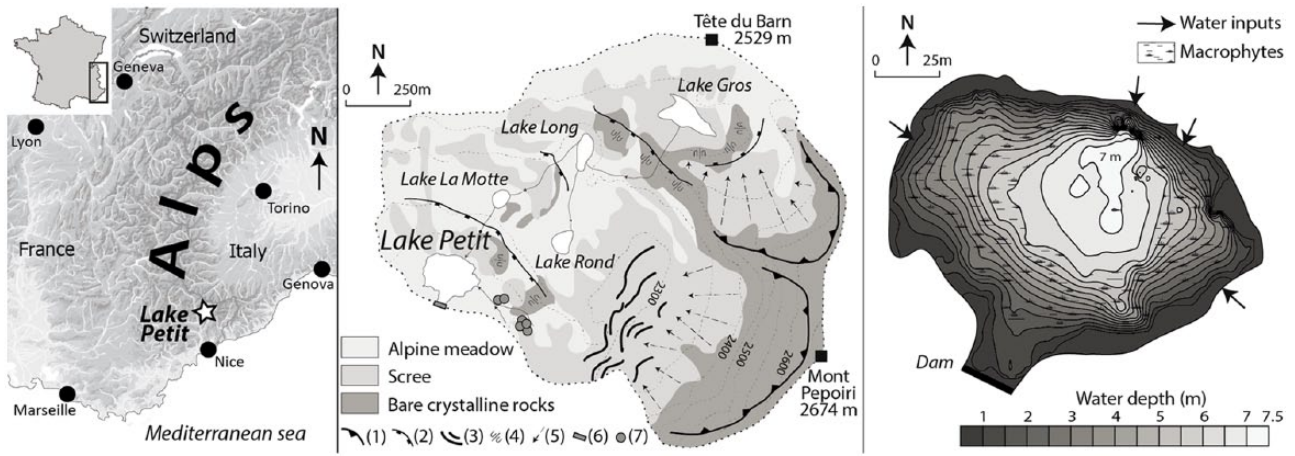 Switzerland
Geneva
Lyon
N
Alps
Torino
France
Italy
Genova
Lake
Petit
Nice
Marseille
Mediterranean sea
N
0 250m
Tête du Barn
2529 m
Lake Gros
Lake Long
Lake La Motte
Lake Petit
Lake Rond
2300
2400
2500
2600
Mont
Pepoiri
2674 m
Alpine meadow
Scree
Bare crystalline rocks
(1) (2) (3) (4) (5) (6) (7)
N
0 25m
Water inputs
Macrophytes
7 m
Dam
Water depth (m)
1 2 3 4 5 6 7 7.5